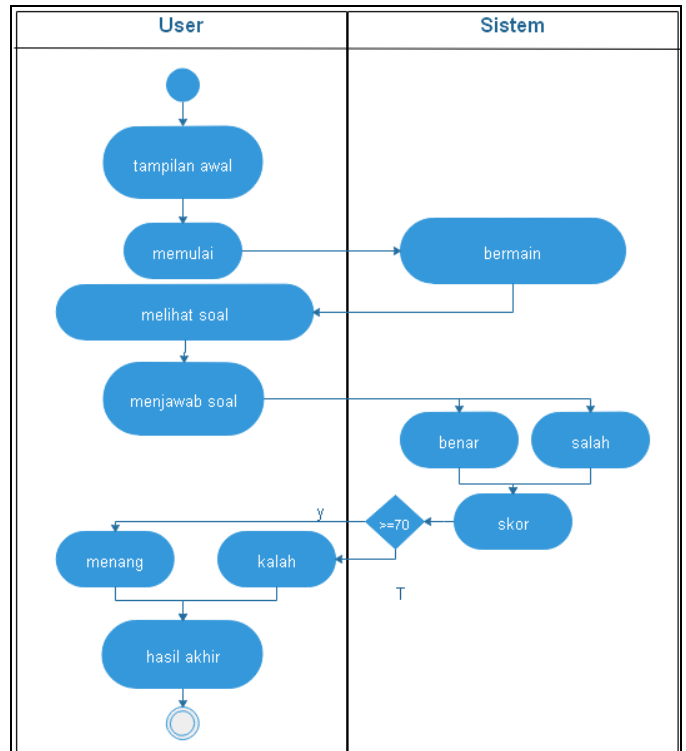 User
Sistem
tampilan awal
memulai
bermain
melihat soal
menjawab soal
benar
salah
skor
>=70
y
menang
kalah
T
hasil akhir